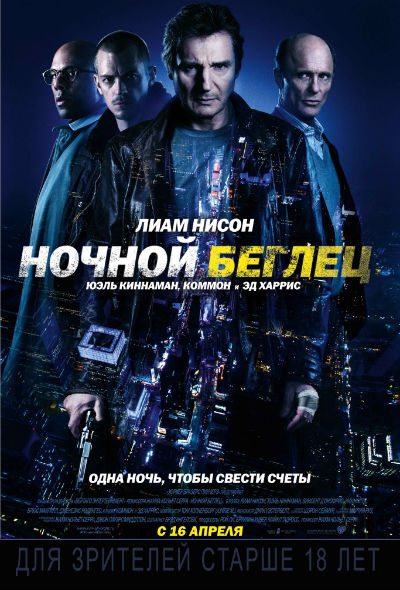 ЛИАМ НИСОН
НОЧНОЙ БЕГЛЕЦ
ЮЭЛЬ КИННАМАН, КОММОН и ЭД ХАРРИС
ОДНА НОЧЬ, ЧТОБЫ СВЕСТИ СЧЕТЫ
С 16 АПРЕЛЯ
ДЛЯ ЗРИТЕЛЕЙ СТАРШЕ 18 ЛЕТ